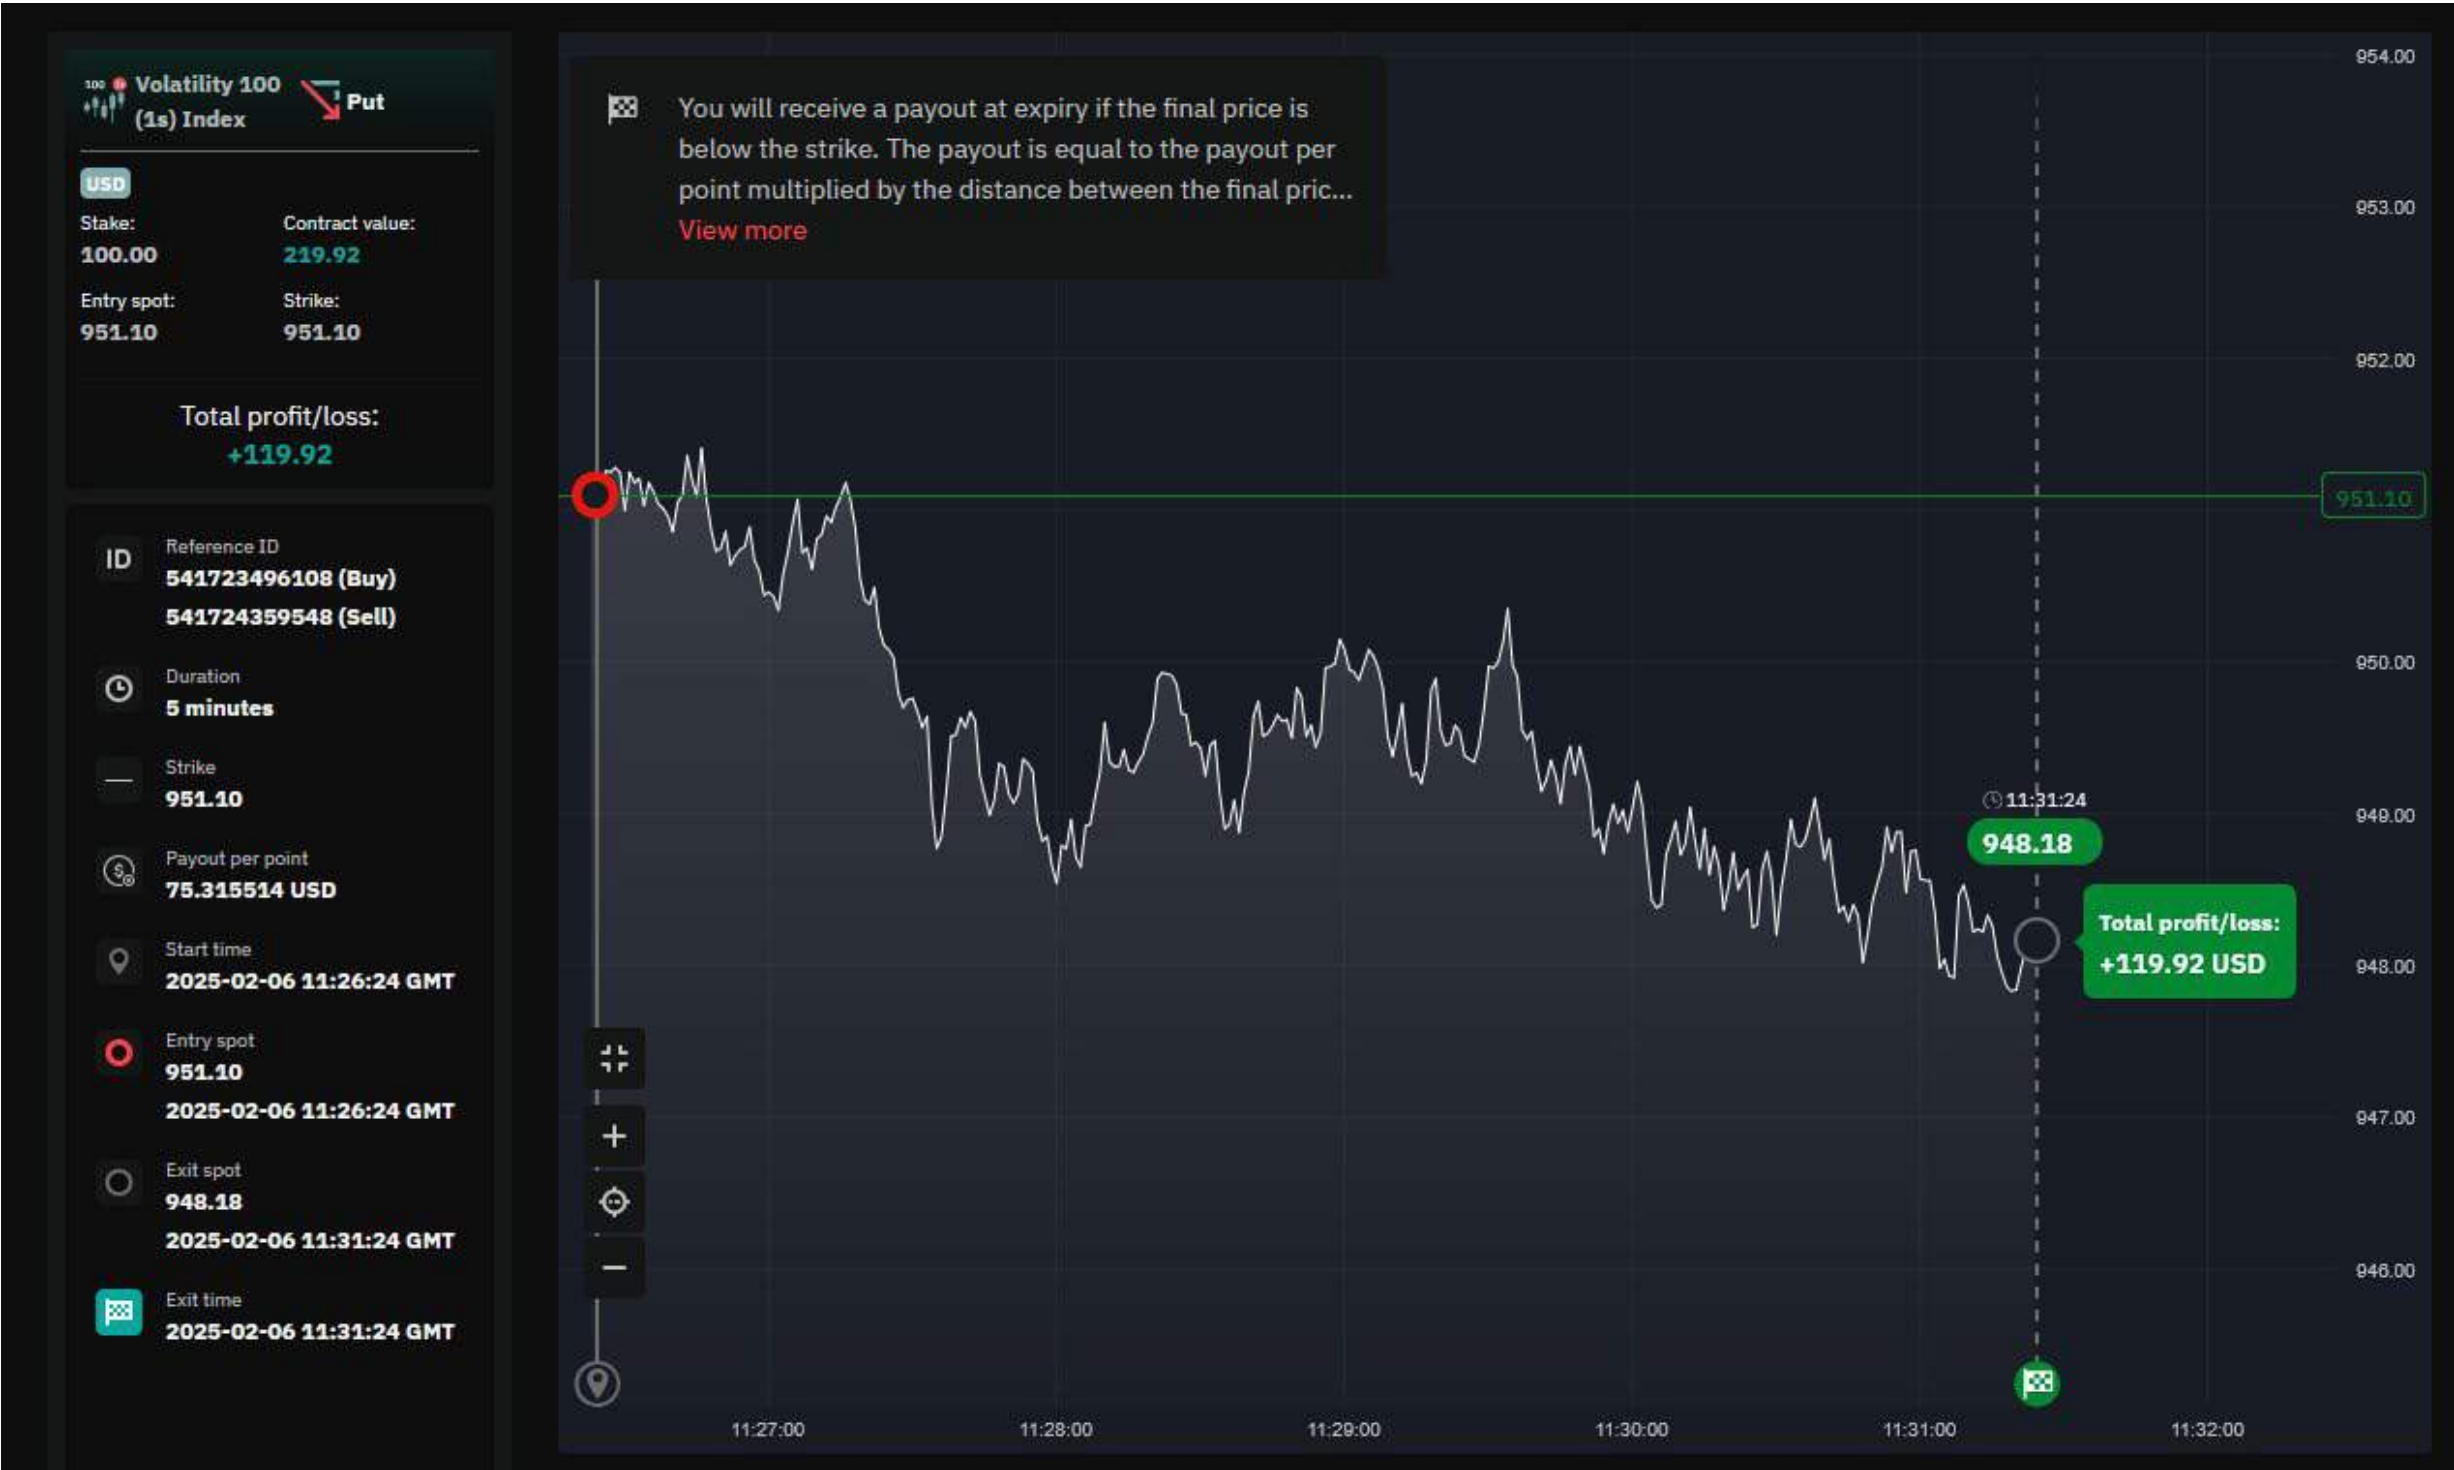 100 1s
Volatility 100
(1s) Index
Put
USD
Stake:
100.00
Contract value:
219.92
Entry spot:
951.10
Strike:
951.10
Total profit/loss:
+119.92
ID
Reference ID
541723496108 (Buy)
541724359548 (Sell)
Duration
5 minutes
Strike
951.10
Payout per point
75.315514 USD
Start time
2025-02-06 11:26:24 GMT
Entry spot
951.10
2025-02-06 11:26:24 GMT
Exit spot
948.18
2025-02-06 11:31:24 GMT
Exit time
2025-02-06 11:31:24 GMT
You will receive a payout at expiry if the final price is
below the strike. The payout is equal to the payout per
point multiplied by the distance between the final pric...
View more
954.00
953.00
952.00
951.10
950.00
949.00
948.00
947.00
946.00
11:31:24
948.18
Total profit/loss:
+119.92 USD
11:27:00
11:28:00
11:29:00
11:30:00
11:31:00
11:32:00